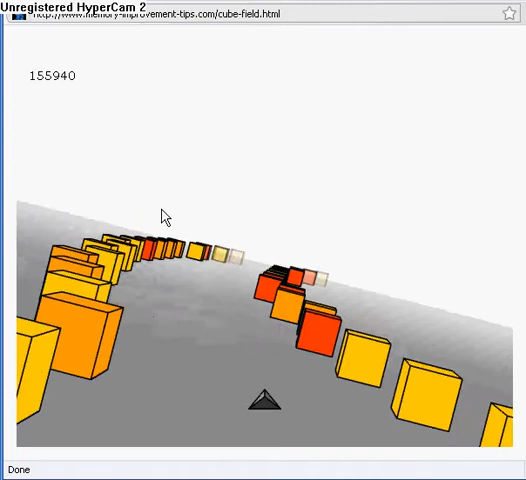 Unregistered HyperCam 2
http://www.memory-improvement-tips.com/cube-field.html
155940
Done